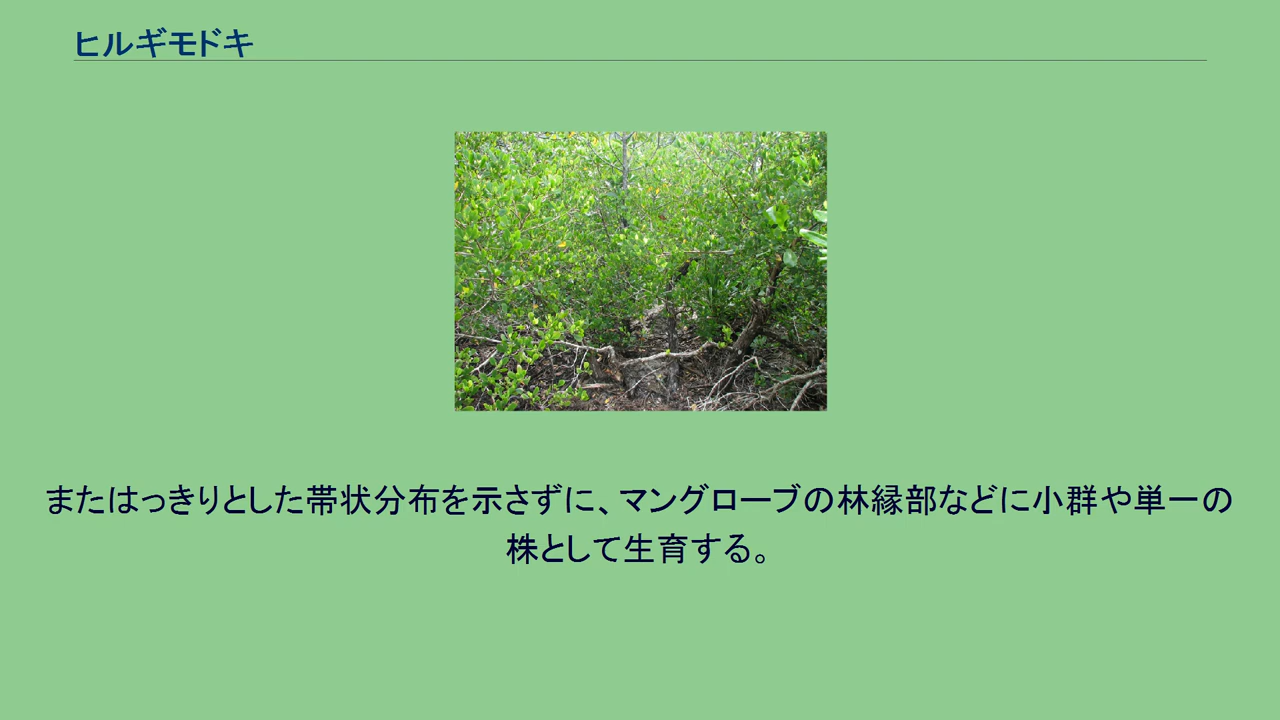 ヒルギモドキ
またはっきりとした帯状分布を示さずに、マングローブの林縁部などに小群や単一の
株として生育する。